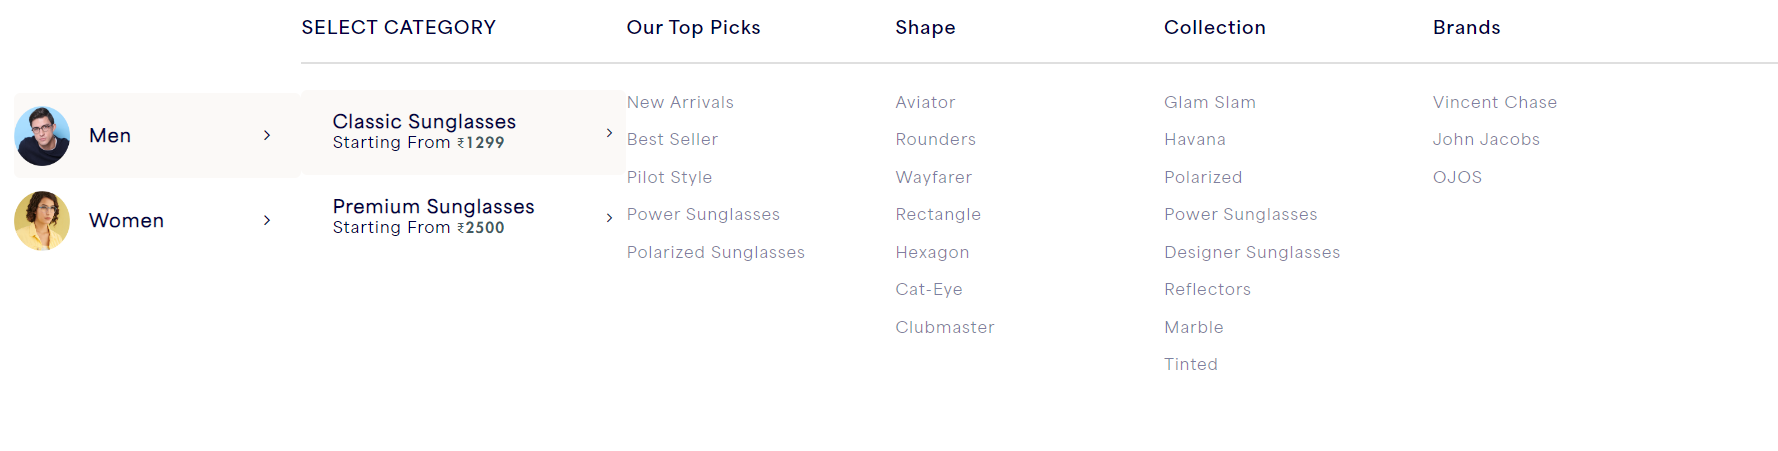 SELECT CATEGORY
Our Top Picks
Shape
Collection
Brands
Men
Women
Classic Sunglasses
Starting From ₹1299
Premium Sunglasses
Starting From ₹2500
New Arrivals
Best Seller
Pilot Style
Power Sunglasses
Polarized Sunglasses
Aviator
Rounders
Wayfarer
Rectangle
Hexagon
Cat-Eye
Clubmaster
Glam Slam
Havana
Polarized
Power Sunglasses
Designer Sunglasses
Reflectors
Marble
Tinted
Vincent Chase
John Jacobs
OJOS